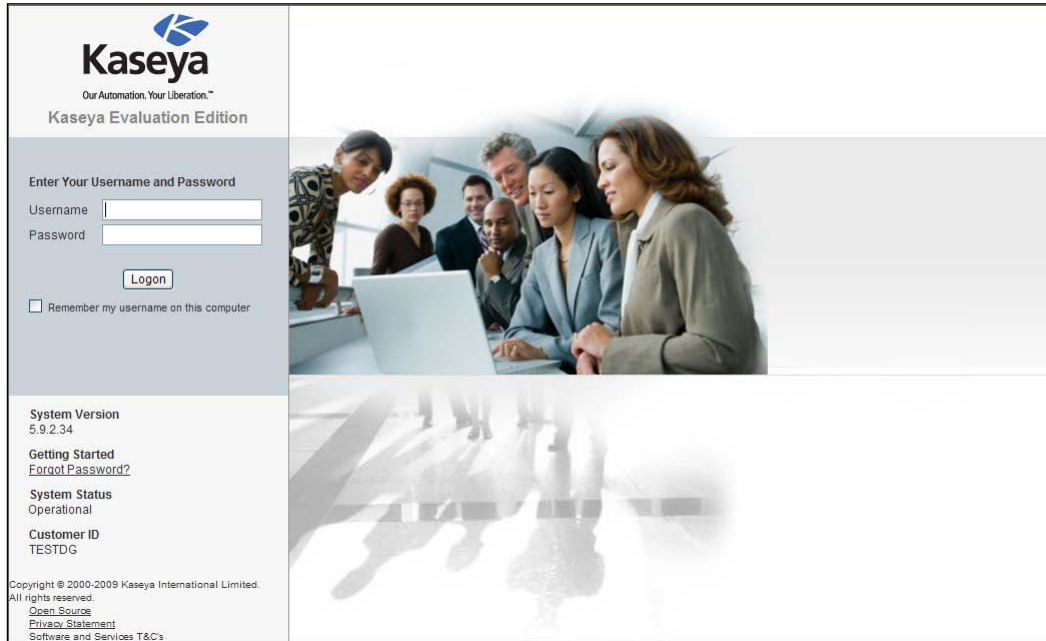 Kaseya
Our Automation. Your Liberation.™
Kaseya Evaluation Edition
Enter Your Username and Password
Username
Password
Logon
Remember my username on this computer
System Version
5.9.2.34
Getting Started
Forgot Password?
System Status
Operational
Customer ID
TESTDG
Copyright © 2000-2009 Kaseya International Limited.
All rights reserved.
Open Source
Privacy Statement
Software and Services T&C's